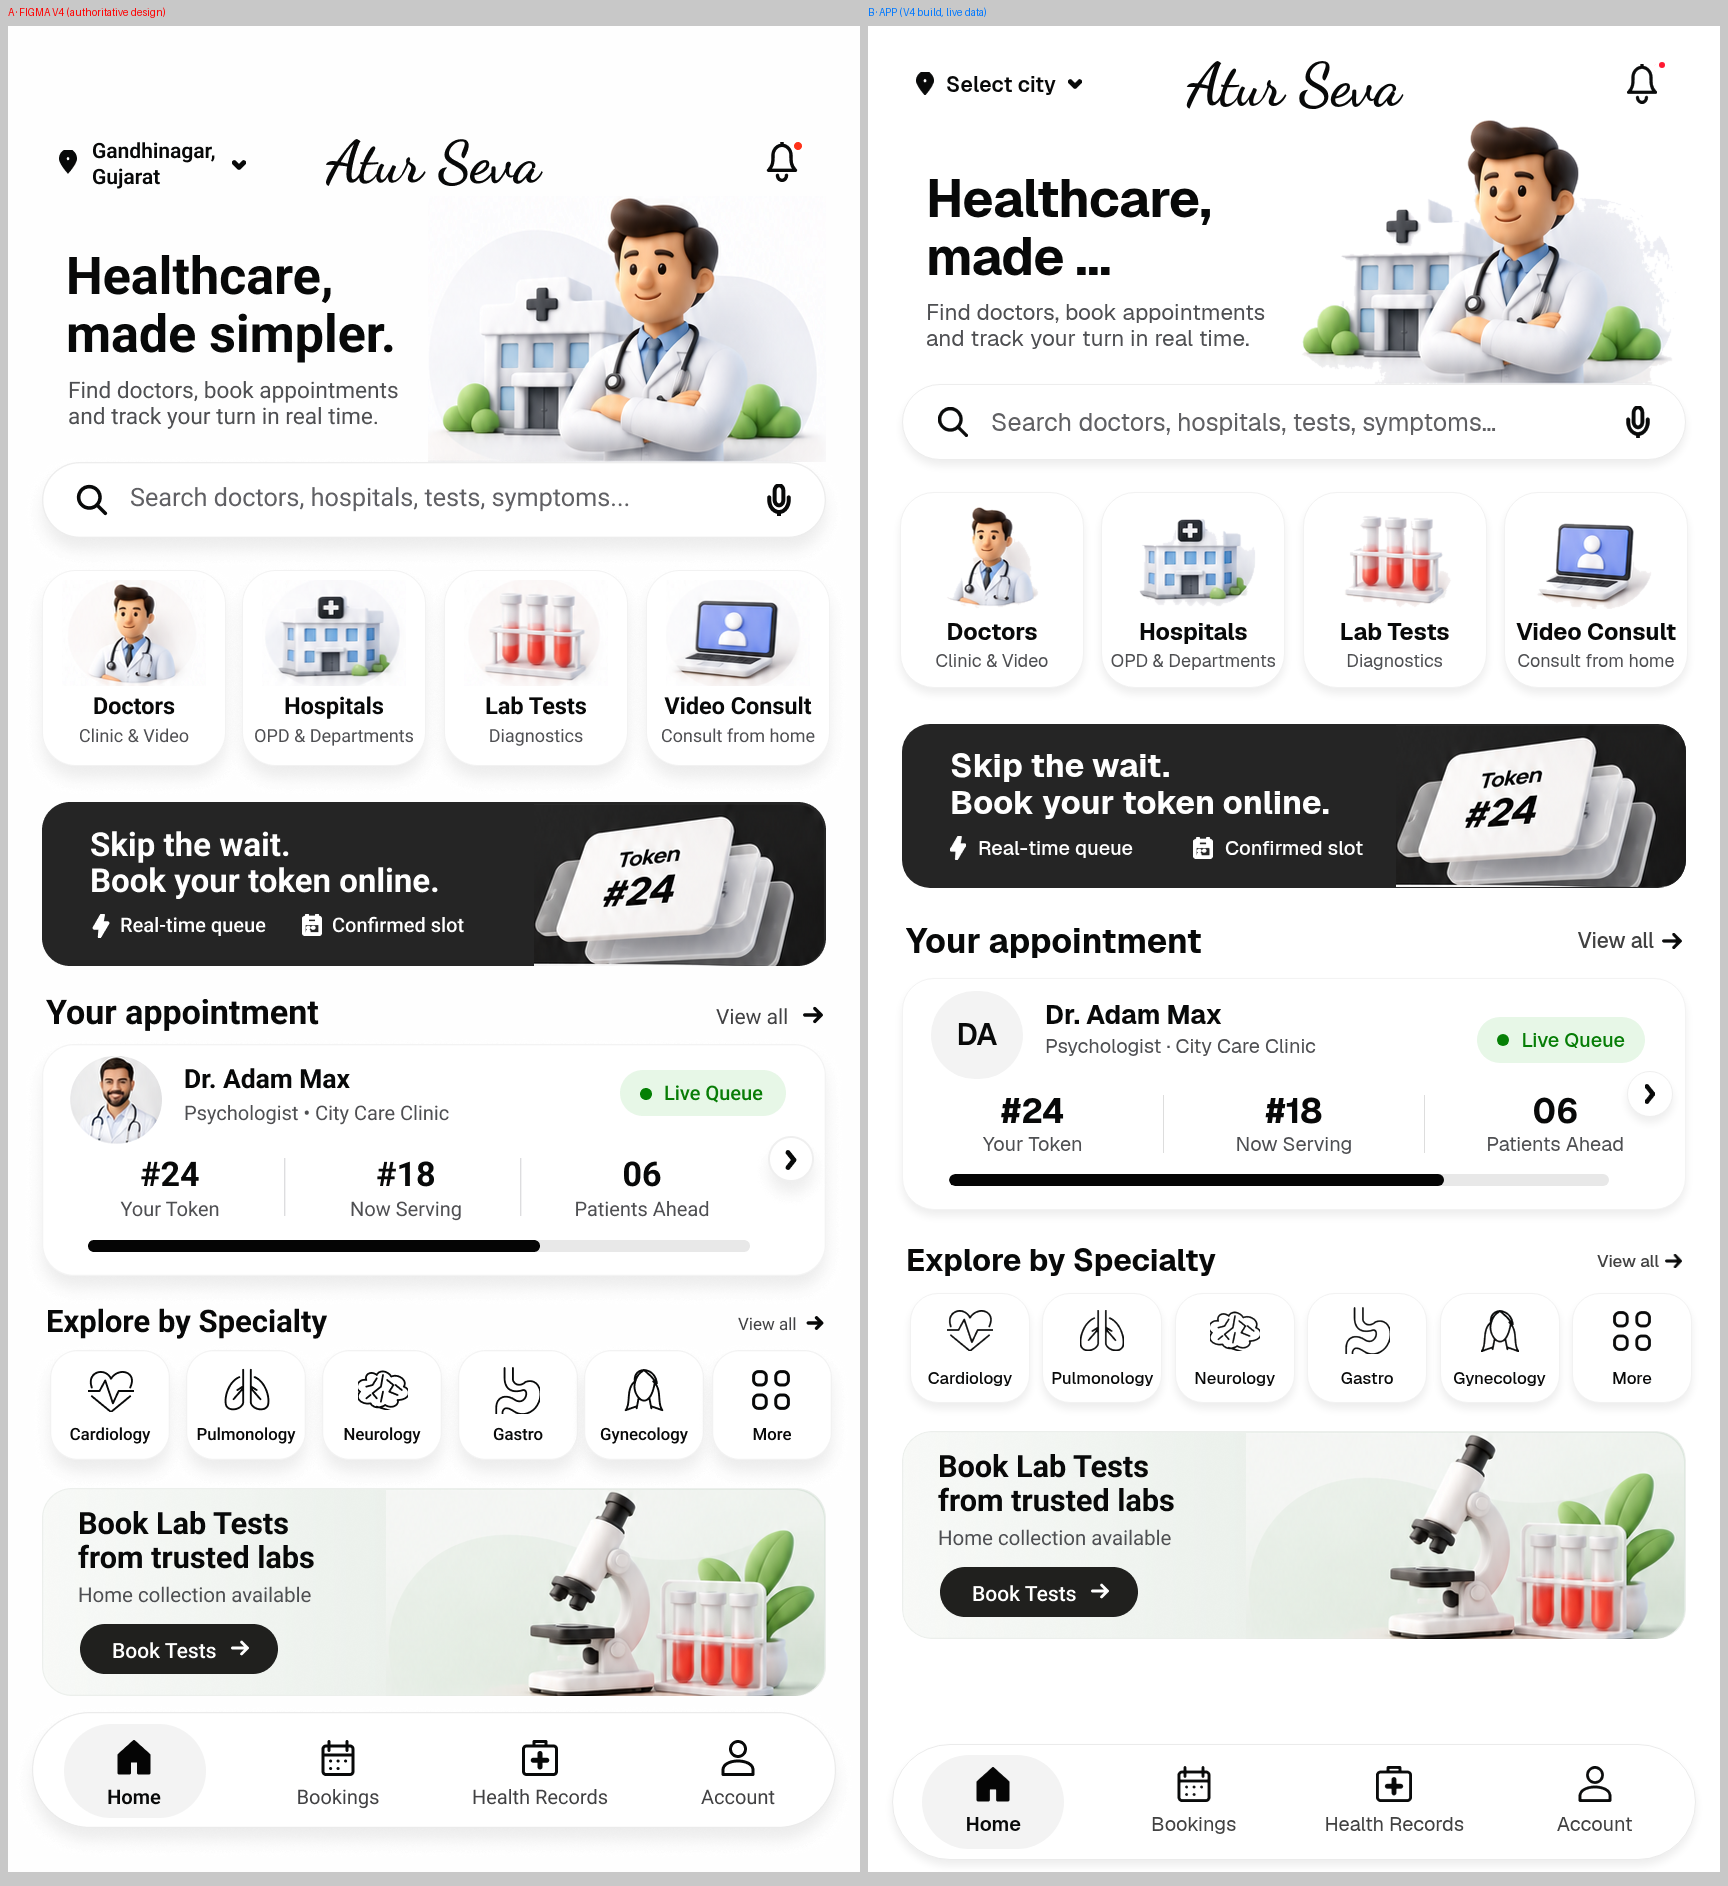 A · FIGMA V4 (authoritative design)
Gandhinagar,
Gujarat
Atur Seva
Healthcare,
made simpler.
Find doctors, book appointments
and track your turn in real time.
Search doctors, hospitals, tests, symptoms...
Doctors
Clinic & Video
Hospitals
OPD & Departments
Lab Tests
Diagnostics
Video Consult
Consult from home
Skip the wait.
Book your token online.
Real-time queue
Confirmed slot
Token
#24
Your appointment
View all
Dr. Adam Max
Psychologist • City Care Clinic
Live Queue
#24
Your Token
#18
Now Serving
06
Patients Ahead
Explore by Specialty
View all
Cardiology
Pulmonology
Neurology
Gastro
Gynecology
More
Book Lab Tests
from trusted labs
Home collection available
Book Tests
Home
Bookings
Health Records
Account
B · APP (V4 build, live data)
Select city
Atur Seva
Healthcare,
made ...
Find doctors, book appointments
and track your turn in real time.
Search doctors, hospitals, tests, symptoms...
Doctors
Clinic & Video
Hospitals
OPD & Departments
Lab Tests
Diagnostics
Video Consult
Consult from home
Skip the wait.
Book your token online.
Real-time queue
Confirmed slot
Token
#24
Your appointment
View all
DA
Dr. Adam Max
Psychologist · City Care Clinic
Live Queue
#24
Your Token
#18
Now Serving
06
Patients Ahead
Explore by Specialty
View all
Cardiology
Pulmonology
Neurology
Gastro
Gynecology
More
Book Lab Tests
from trusted labs
Home collection available
Book Tests
Home
Bookings
Health Records
Account